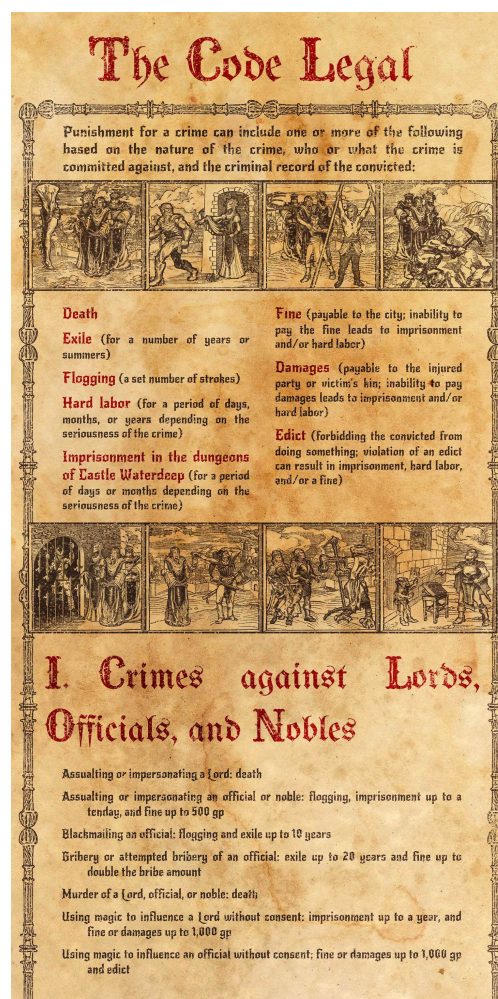 The Code Legal
Punishment for a crime can include one or more of the following
based on the nature of the crime, who or what the crime is
committed against, and the criminal record of the convicted:
Death
Exile (for a number of years or
summers)
Flogging (a set number of strokes)
Hard labor (for a period of days,
months, or years depending on the
seriousness of the crime)
Imprisonment in the dungeons
of Castle Waterdeep (for a period
of days or months depending on the
seriousness of the crime)
Fine (payable to the city; inability to
pay the fine leads to imprisonment
and/or hard labor)
Damages (payable to the injured
party or victim's kin; inability to pay
damages leads to imprisonment and/or
hard labor)
Edict (forbidding the convicted from
doing something; violation of an edict
can result in imprisonment, hard labor,
and/or a fine)
I. Crimes against Lords,
Officials, and Nobles
Assualting or impersonating a Lord: death
Assualting or impersonating an official or noble: flogging, imprisonment up to a
tenday, and fine up to 500 gp
Blackmailing an official: flogging and exile up to 10 years
Bribery or attempted bribery of an official: exile up to 20 years and fine up to
double the bribe amount
Murder of a Lord, official, or noble: death
Using magic to influence a Lord without consent: imprisonment up to a year, and
fine or damages up to 1,000 gp
Using magic to influence an official without consent: fine or damages up to 1,000 gp
and edict